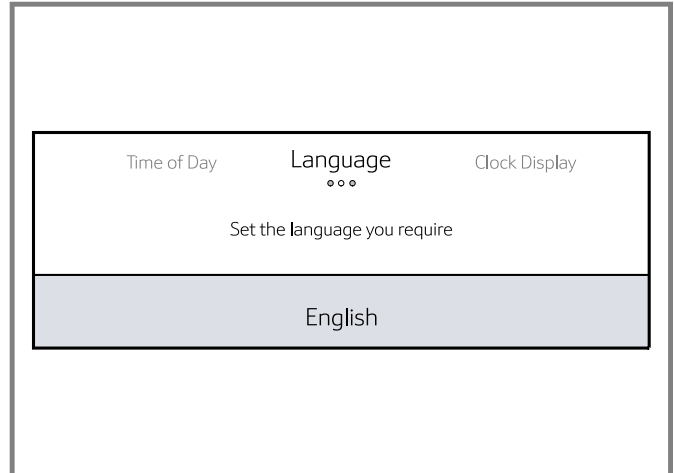 Time of Day Language Clock Display
Set the language you require
English